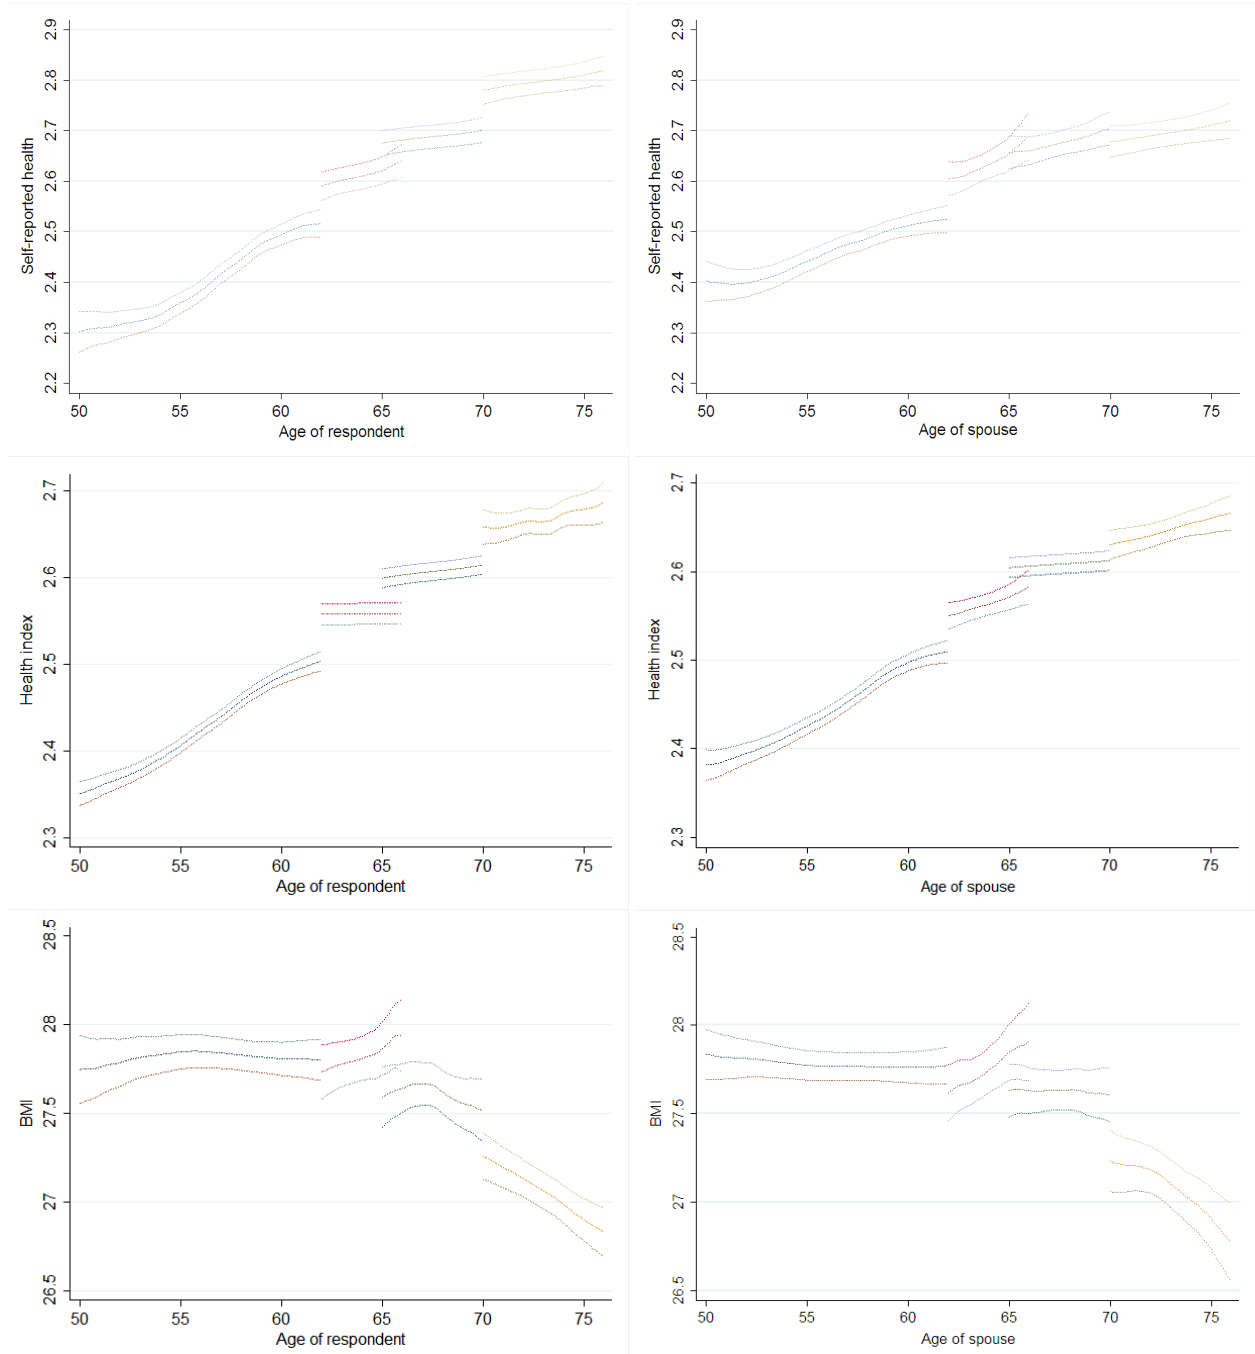 2.9
2.8
2.7
2.6
2.5
2.4
2.3
2.2
Self-reported health
50 55 60 65 70 75
Age of respondent
2.9
2.8
2.7
2.6
2.5
2.4
2.3
2.2
Self-reported health
50 55 60 65 70 75
Age of spouse
2.7
2.6
2.5
2.4
2.3
Health index
50 55 60 65 70 75
Age of respondent
2.7
2.6
2.5
2.4
2.3
Health index
50 55 60 65 70 75
Age of spouse
28.5
28
27.5
27
26.5
BMI
50 55 60 65 70 75
Age of respondent
28.5
28
27.5
27
26.5
BMI
50 55 60 65 70 75
Age of spouse